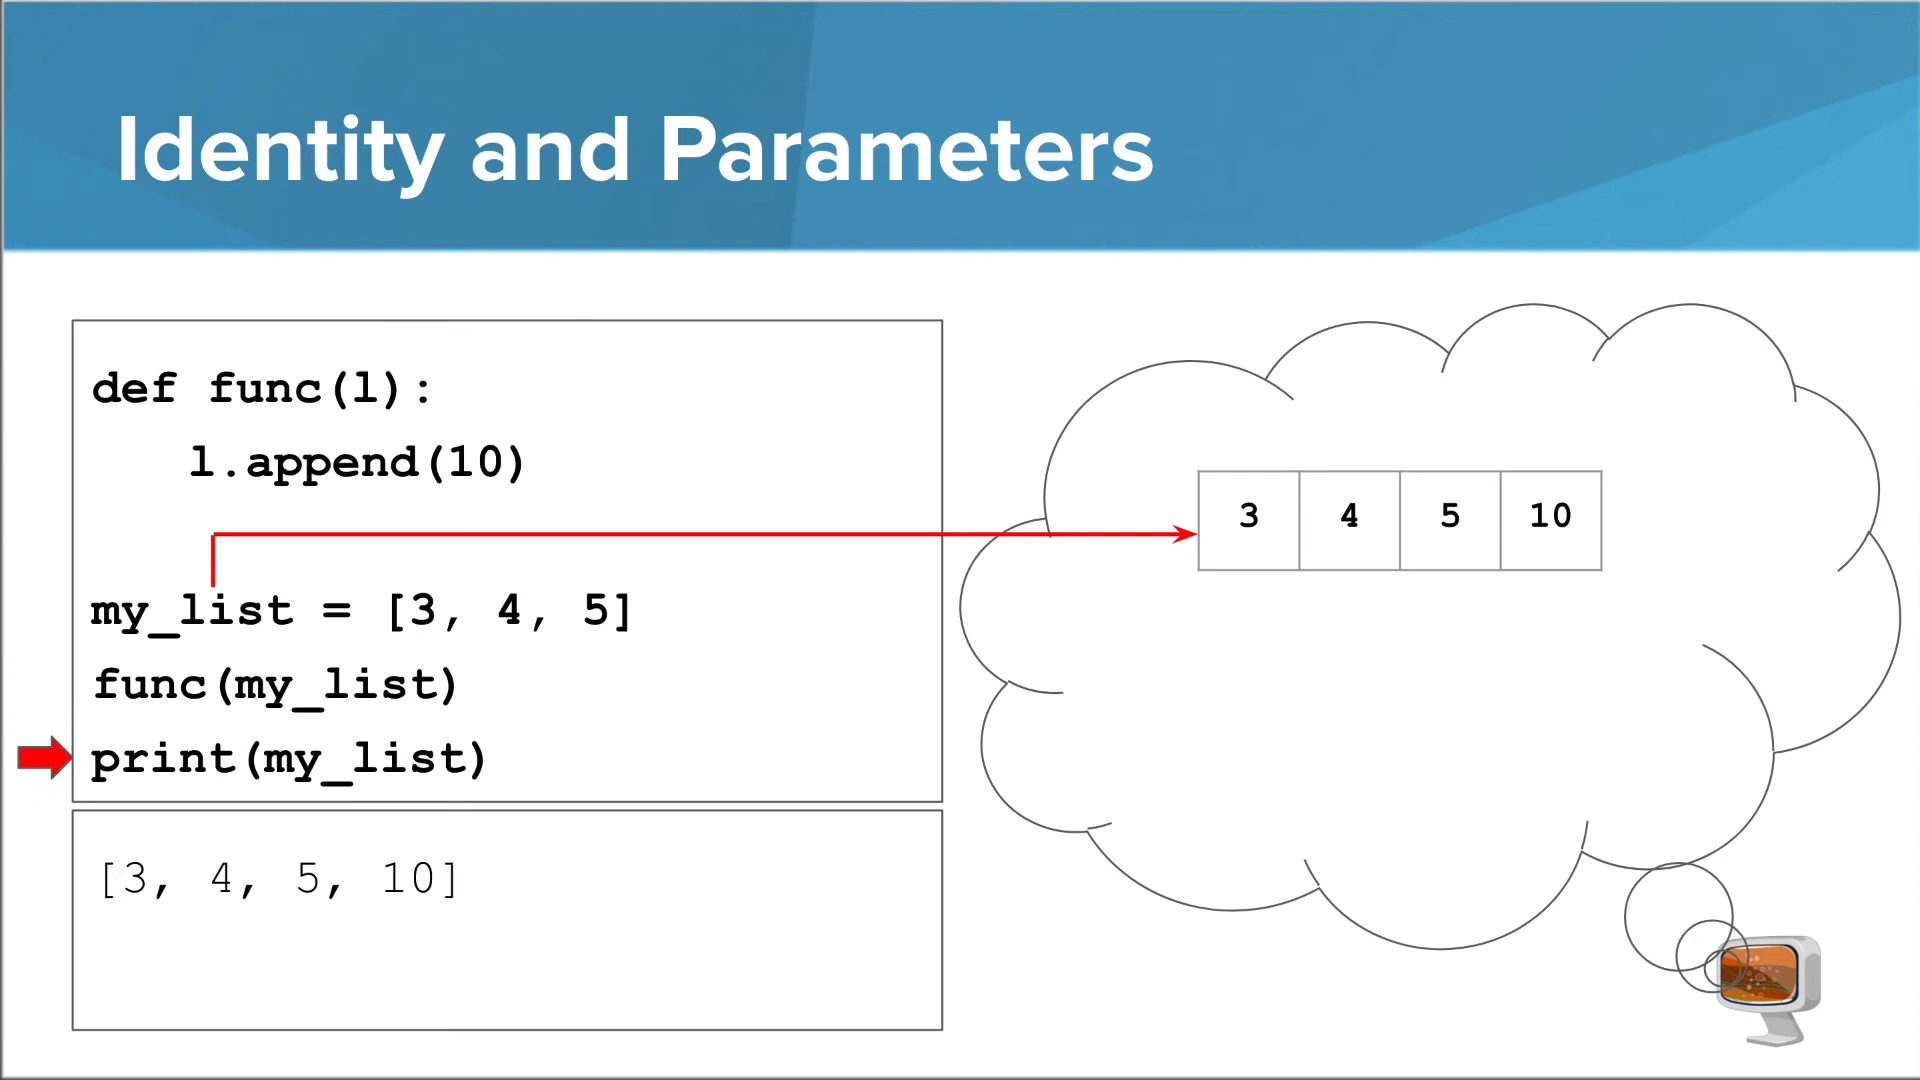 Identity and Parameters
def func(l):
    l.append(10)
my_list = [3, 4, 5]
func(my_list)
print(my_list)
[3, 4, 5, 10]
3 4 5 10